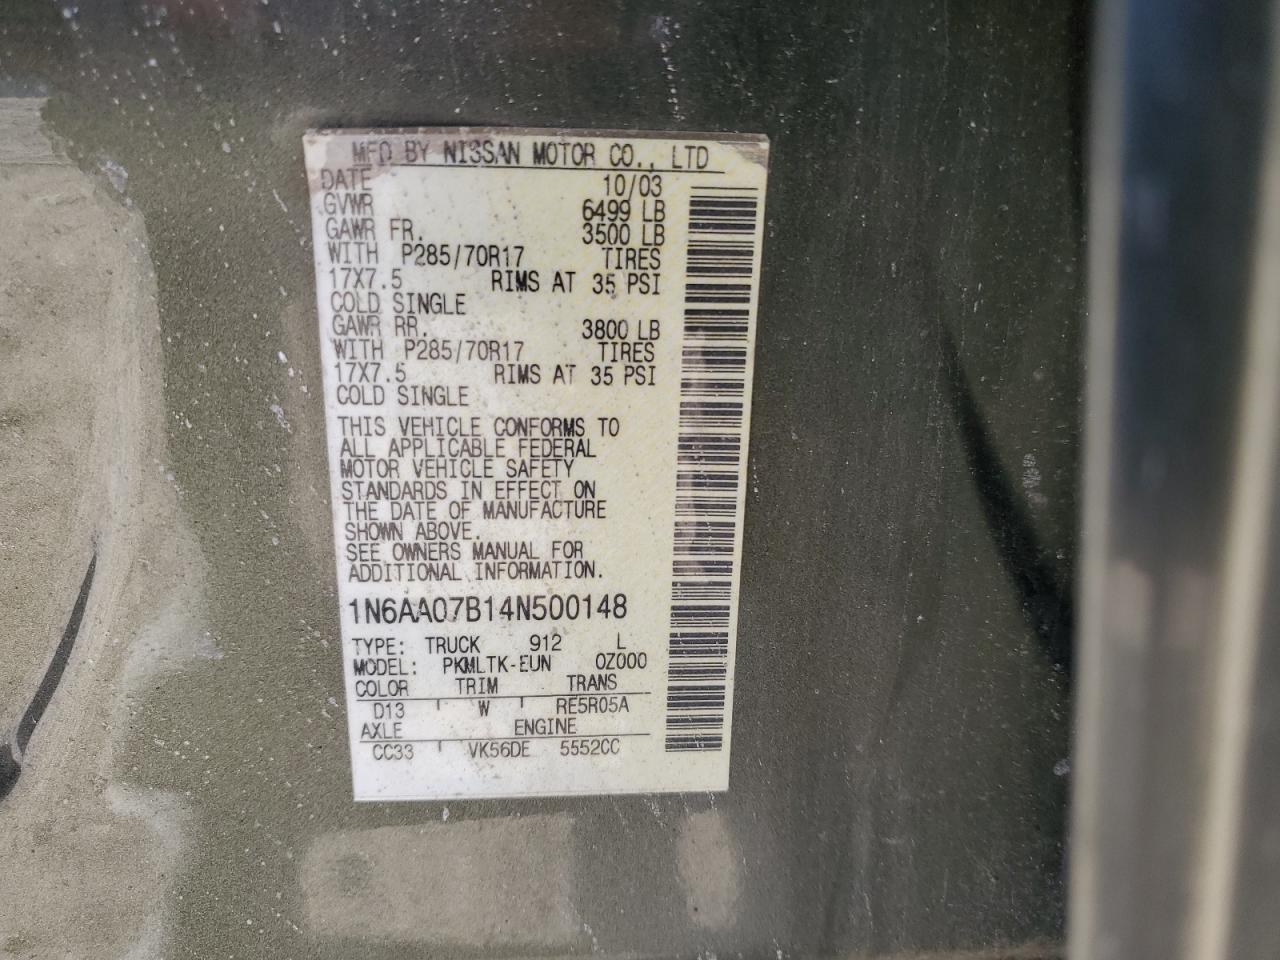 MFD BY NISSAN MOTOR CO., LTD
DATE 10/03
GVWR 6499 LB
GAWR FR. 3500 LB
WITH P285/70R17 TIRES
17X7.5 RIMS AT 35 PSI
COLD SINGLE
GAWR RR. 3800 LB
WITH P285/70R17 TIRES
17X7.5 RIMS AT 35 PSI
COLD SINGLE
THIS VEHICLE CONFORMS TO
ALL APPLICABLE FEDERAL
MOTOR VEHICLE SAFETY
STANDARDS IN EFFECT ON
THE DATE OF MANUFACTURE
SHOWN ABOVE.
SEE OWNERS MANUAL FOR
ADDITIONAL INFORMATION.
1N6AA07B14N500148
TYPE: TRUCK 912 L
MODEL: PKMLTK-EUN 0Z000
COLOR TRIM TRANS
D13 W RE5R05A
AXLE ENGINE
CC33 VK56DE 5552CC